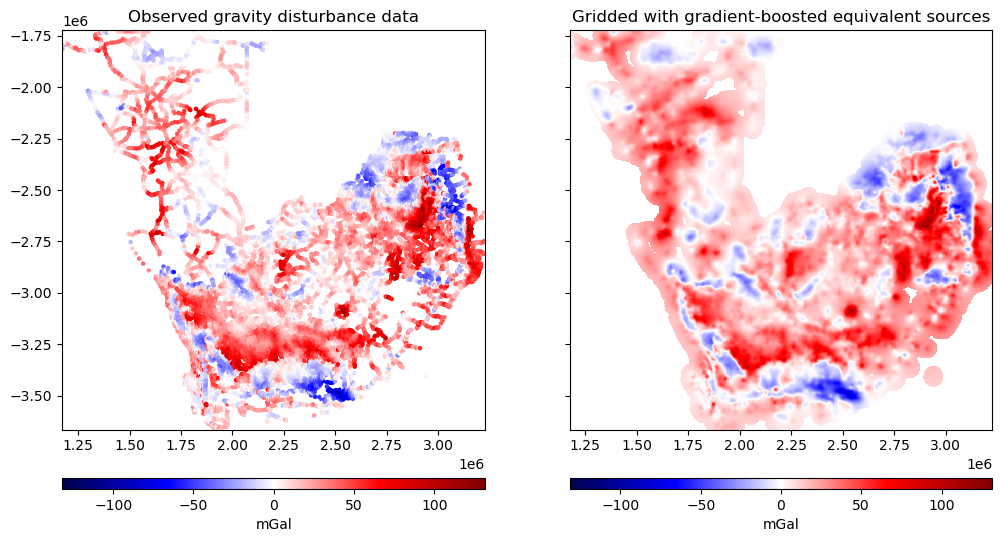 Observed gravity disturbance data
Gridded with gradient-boosted equivalent sources
1e6
−1.75
−2.00
−2.25
−2.50
−2.75
−3.00
−3.25
−3.50
1.25 1.50 1.75 2.00 2.25 2.50 2.75 3.00
1e6
1.25 1.50 1.75 2.00 2.25 2.50 2.75 3.00
1e6
−100 −50 0 50 100
mGal
−100 −50 0 50 100
mGal